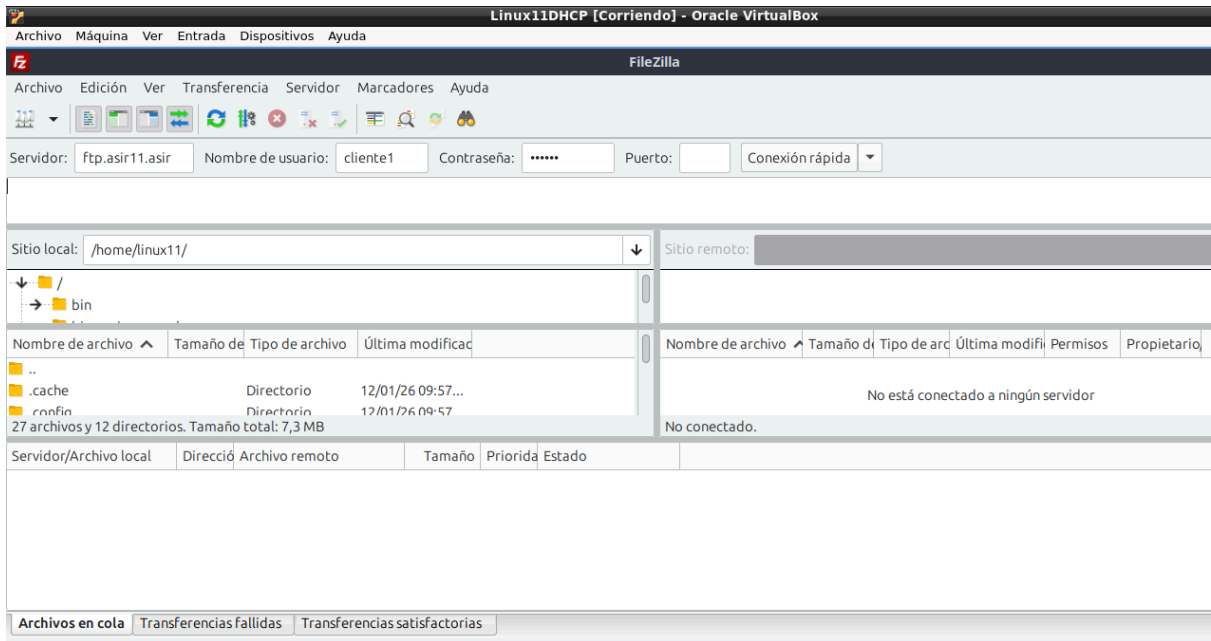 Linux11DHCP [Corriendo] - Oracle VirtualBox
Archivo Máquina Ver Entrada Dispositivos Ayuda
Fz FileZilla
Archivo Edición Ver Transferencia Servidor Marcadores Ayuda
Servidor: ftp.asir11.asir Nombre de usuario: cliente1 Contraseña: •••••• Puerto: Conexión rápida
Sitio local: /home/linux11/ Sitio remoto:
/
bin
Nombre de archivo Tamaño de Tipo de archivo Última modificac Nombre de archivo Tamaño d Tipo de arc Última modifi Permisos Propietario
..
.cache Directorio 12/01/26 09:57... No está conectado a ningún servidor
.config Directorio 12/01/26 09:57
27 archivos y 12 directorios. Tamaño total: 7,3 MB No conectado.
Servidor/Archivo local Direcció Archivo remoto Tamaño Priorida Estado
Archivos en cola Transferencias fallidas Transferencias satisfactorias